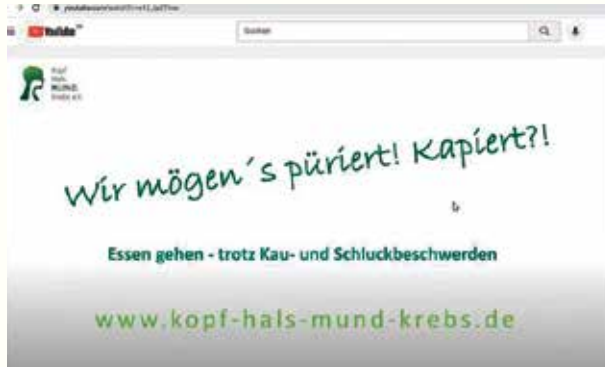 YouTube
Suchen
Kopf
Hals
MUND
Krebs e.V.
Wir mögen´s püriert! Kapiert?!
Essen gehen - trotz Kau- und Schluckbeschwerden
www.kopf-hals-mund-krebs.de